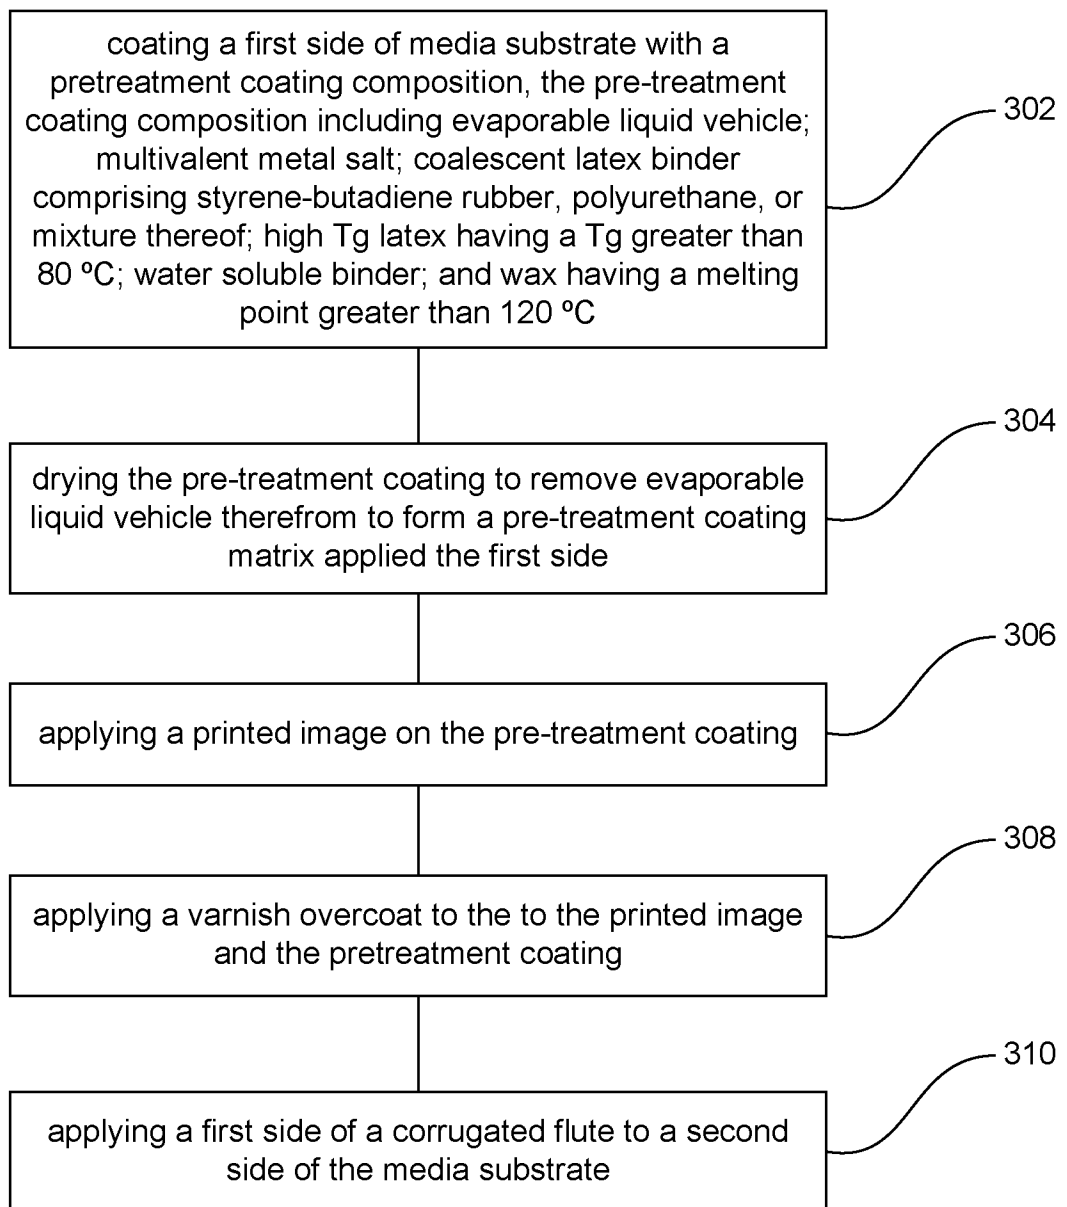 coating a first side of media substrate with a
pretreatment coating composition, the pre-treatment
coating composition including evaporable liquid vehicle;
multivalent metal salt; coalescent latex binder
comprising styrene-butadiene rubber, polyurethane, or
mixture thereof; high Tg latex having a Tg greater than
80 ºC; water soluble binder; and wax having a melting
point greater than 120 ºC
302
drying the pre-treatment coating to remove evaporable
liquid vehicle therefrom to form a pre-treatment coating
matrix applied the first side
304
applying a printed image on the pre-treatment coating
306
applying a varnish overcoat to the to the printed image
and the pretreatment coating
308
applying a first side of a corrugated flute to a second
side of the media substrate
310